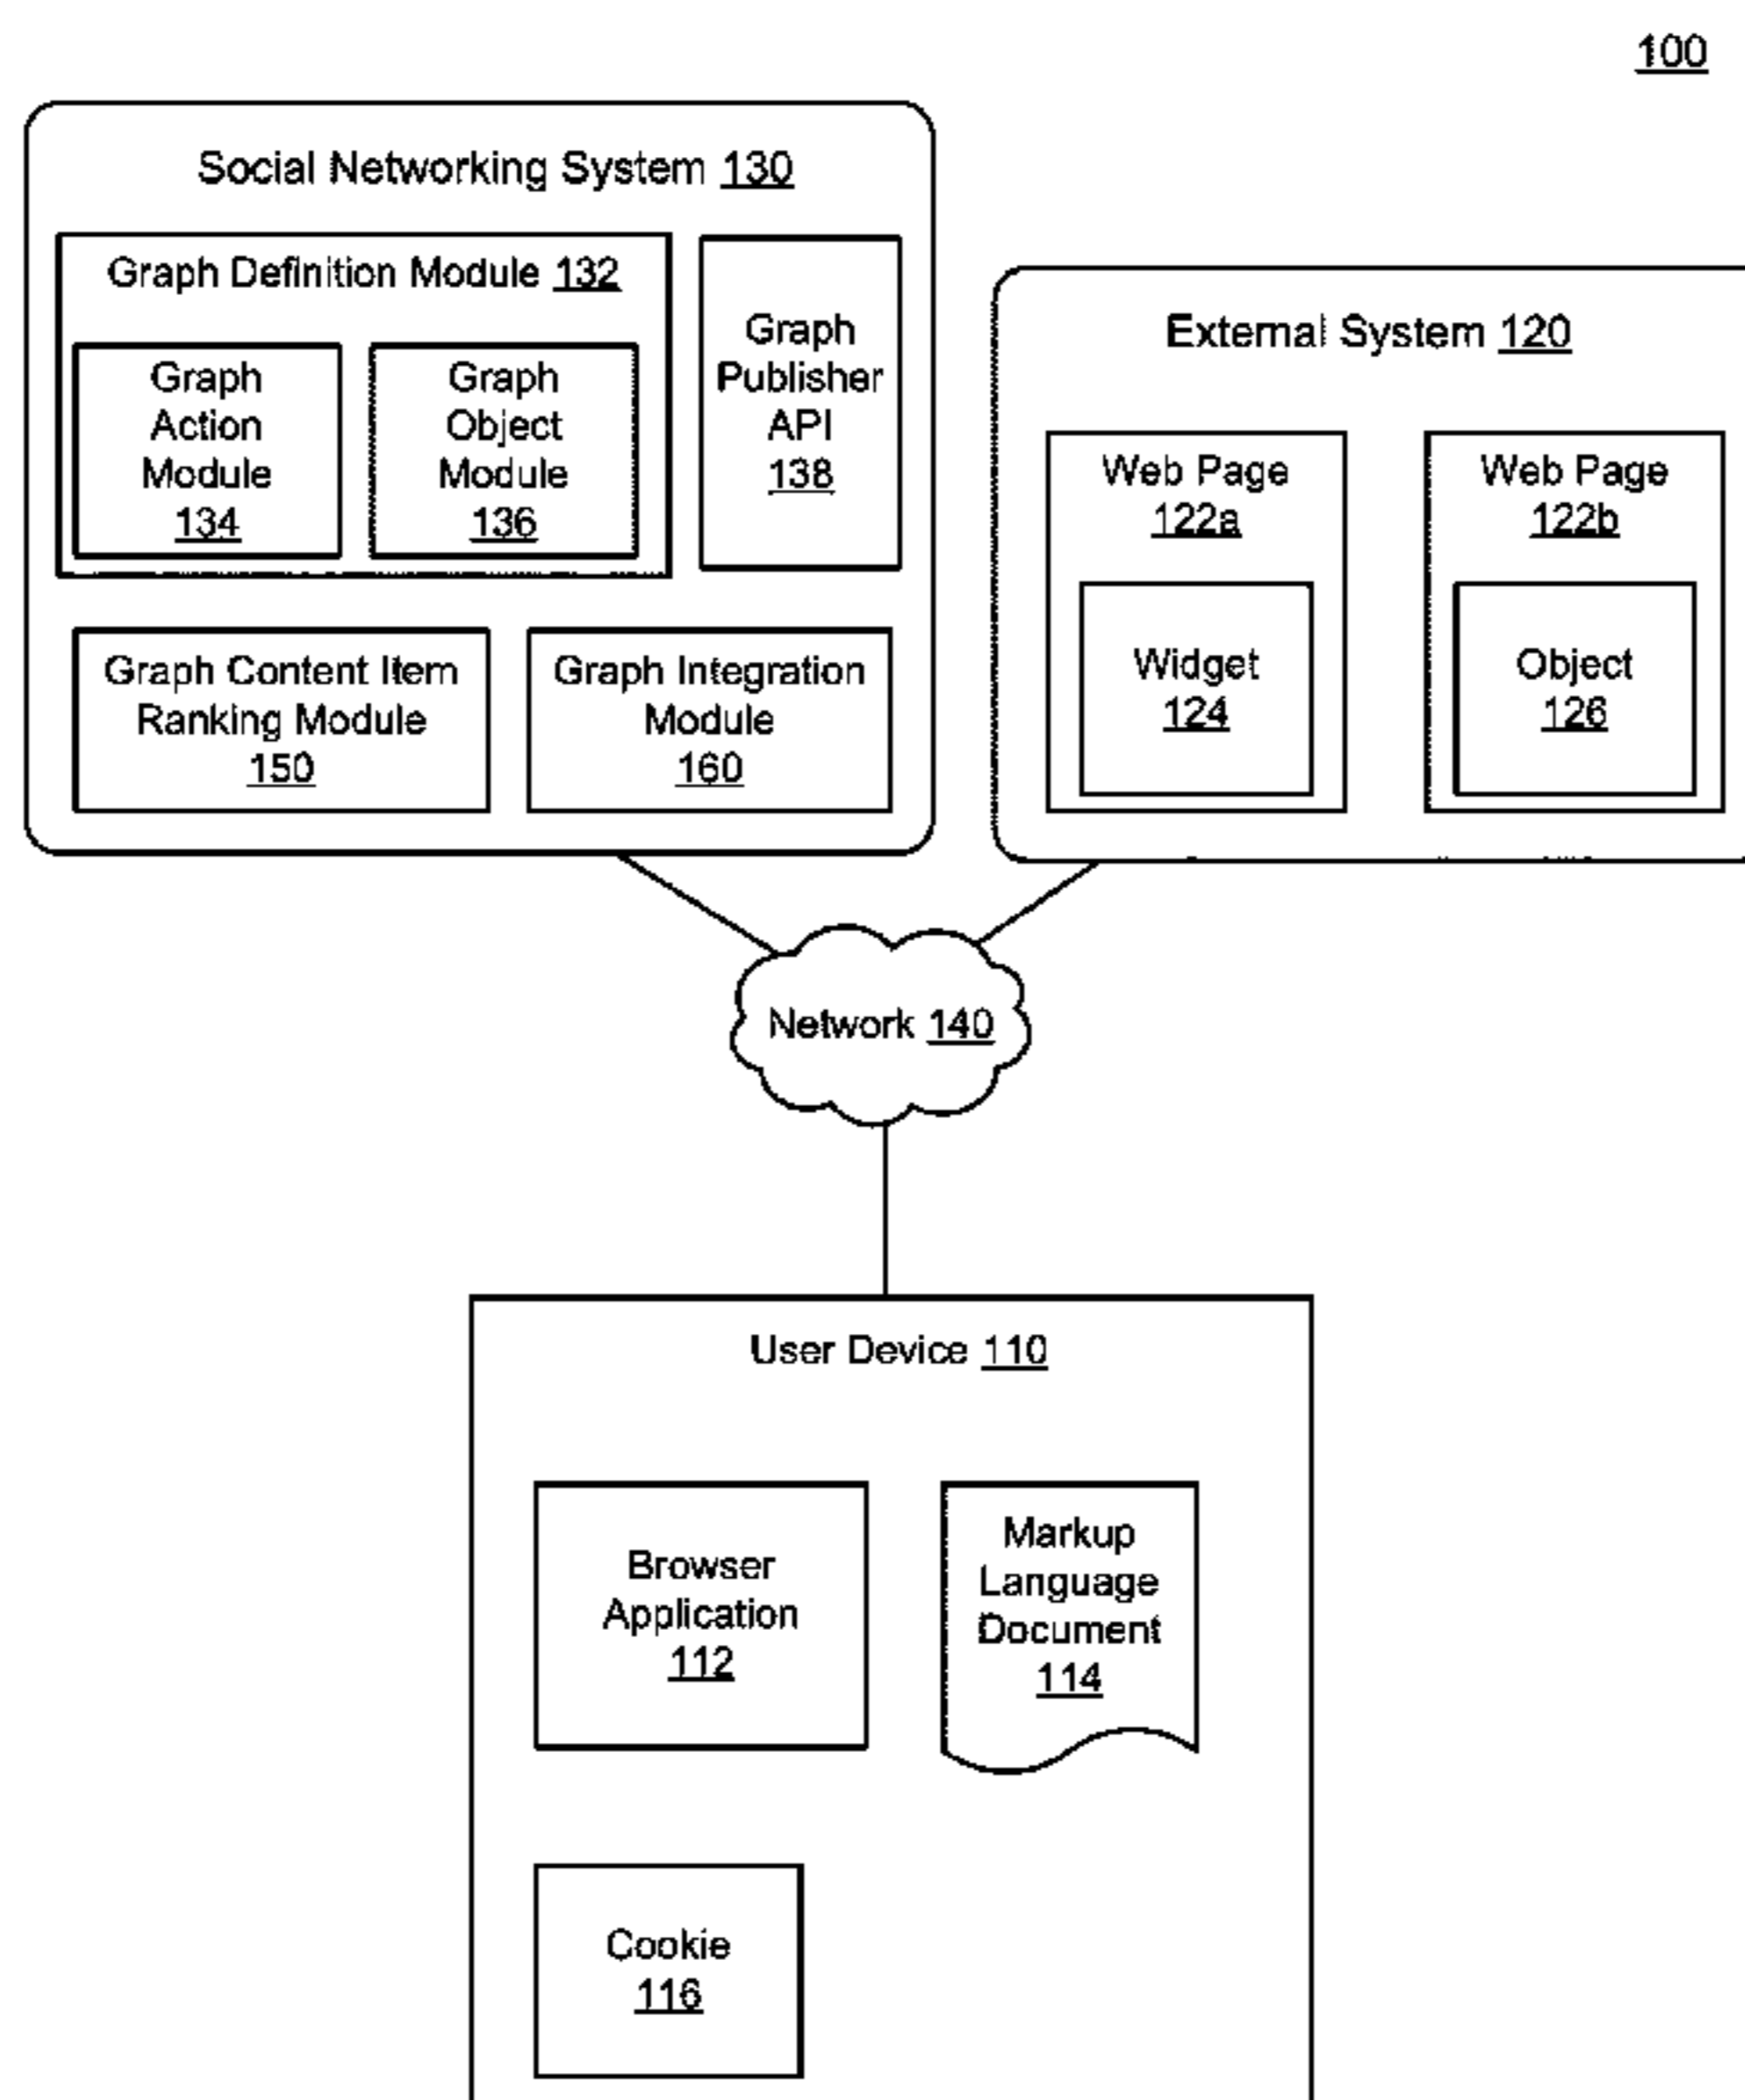 100
Social Networking System 130
Graph Definition Module 132
Graph
Action
Module
134
Graph
Object
Module
136
Graph
Publisher
API
138
Graph Content Item
Ranking Module
150
Graph Integration
Module
160
External System 120
Web Page
122a
Widget
124
Web Page
122b
Object
126
Network 140
User Device 110
Browser
Application
112
Markup
Language
Document
114
Cookie
116